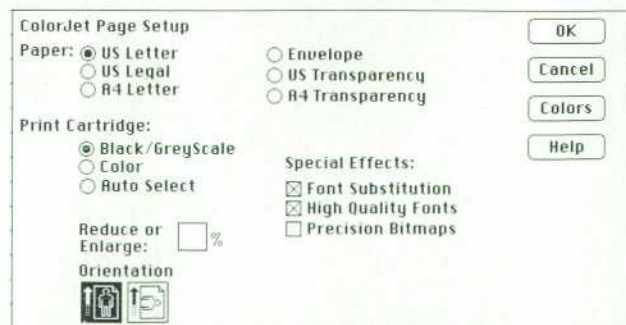 ColorJet Page Setup
OK
Paper: US Letter
Envelope
US Legal
US Transparency
Cancel
A4 Letter
A4 Transparency
Colors
Print Cartridge:
Help
Black/GreyScale
Color
Auto Select
Special Effects:
Font Substitution
High Quality Fonts
Precision Bitmaps
Reduce or
Enlarge: %
Orientation